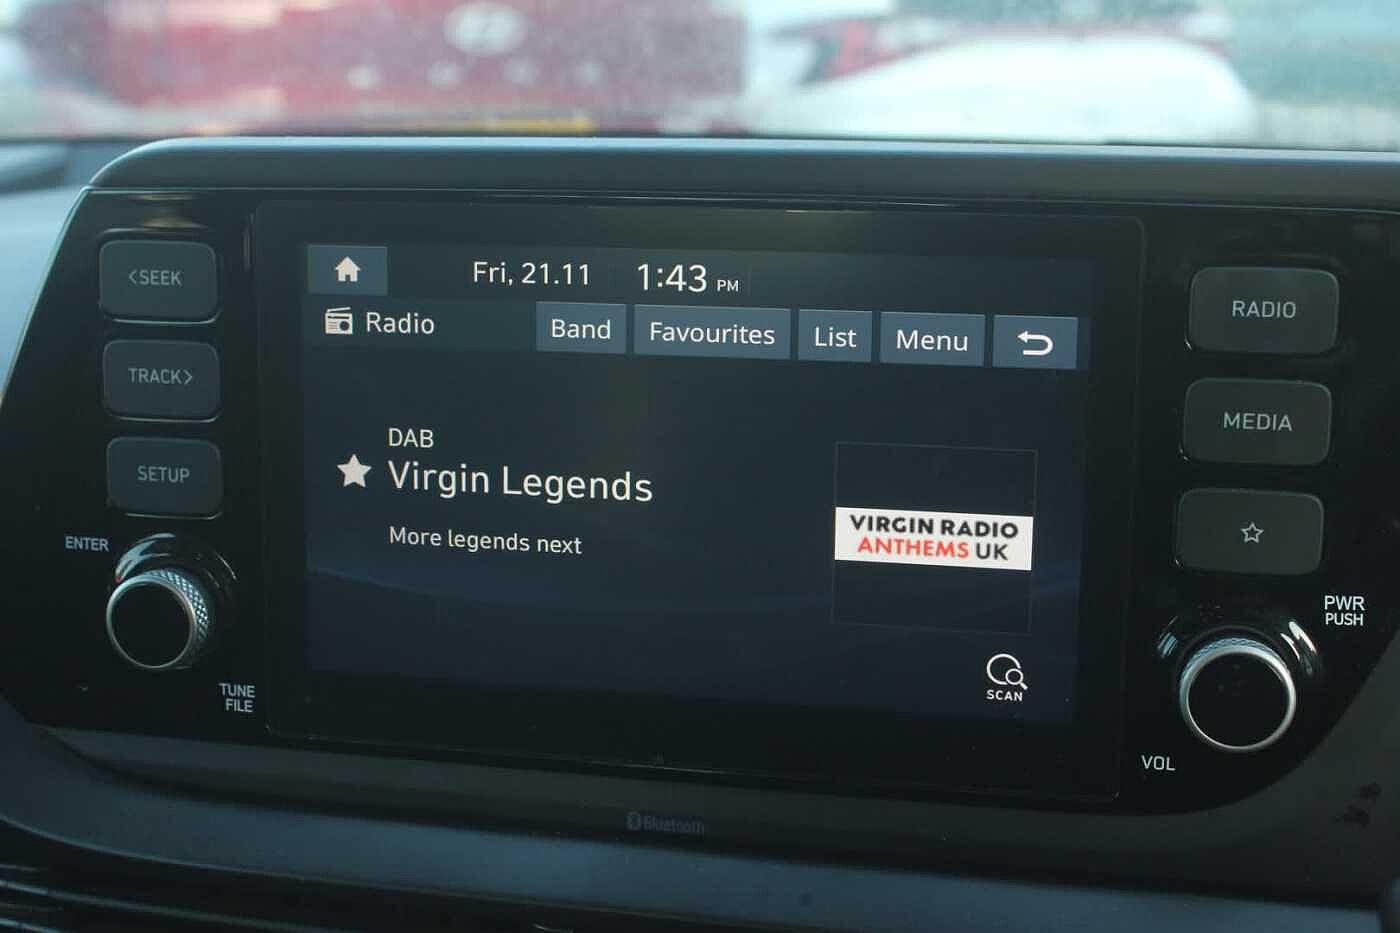 <SEEK
TRACK>
SETUP
ENTER
TUNE
FILE
Fri, 21.11 1:43 PM
Radio Band Favourites List Menu
DAB
Virgin Legends
More legends next
VIRGIN RADIO
ANTHEMS UK
SCAN
RADIO
MEDIA
PWR
PUSH
VOL
Bluetooth